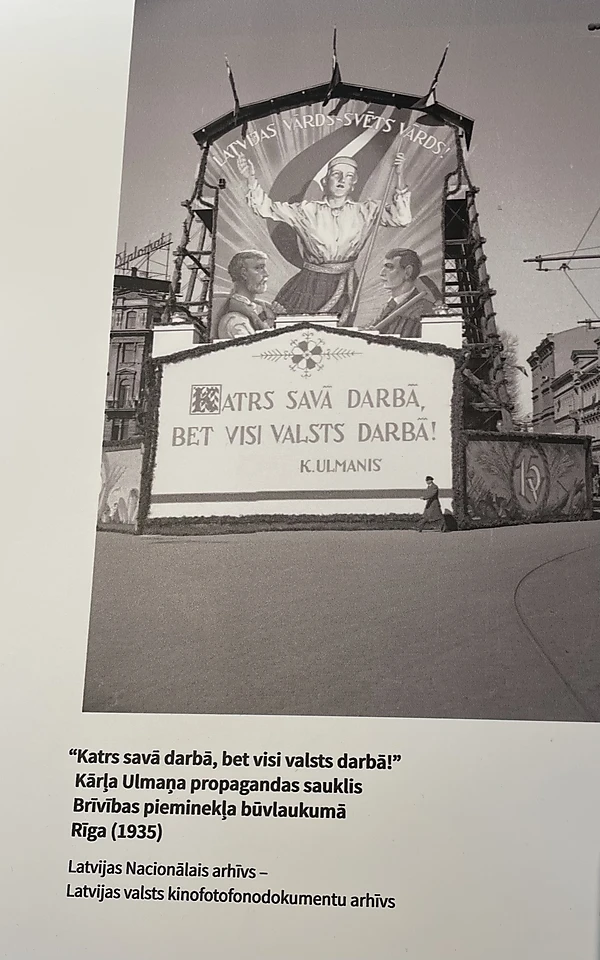 LATVIJAS VĀRDS-SVĒTS VĀRDS!
Diplomat
KATRS SAVĀ DARBĀ,
BET VISI VALSTS DARBĀ!
K.ULMANIS
“Katrs savā darbā, bet visi valsts darbā!”
Kārļa Ulmaņa propagandas sauklis
Brīvības pieminekļa būvlaukumā
Rīga (1935)
Latvijas Nacionālais arhīvs –
Latvijas valsts kinofotofonodokumentu arhīvs